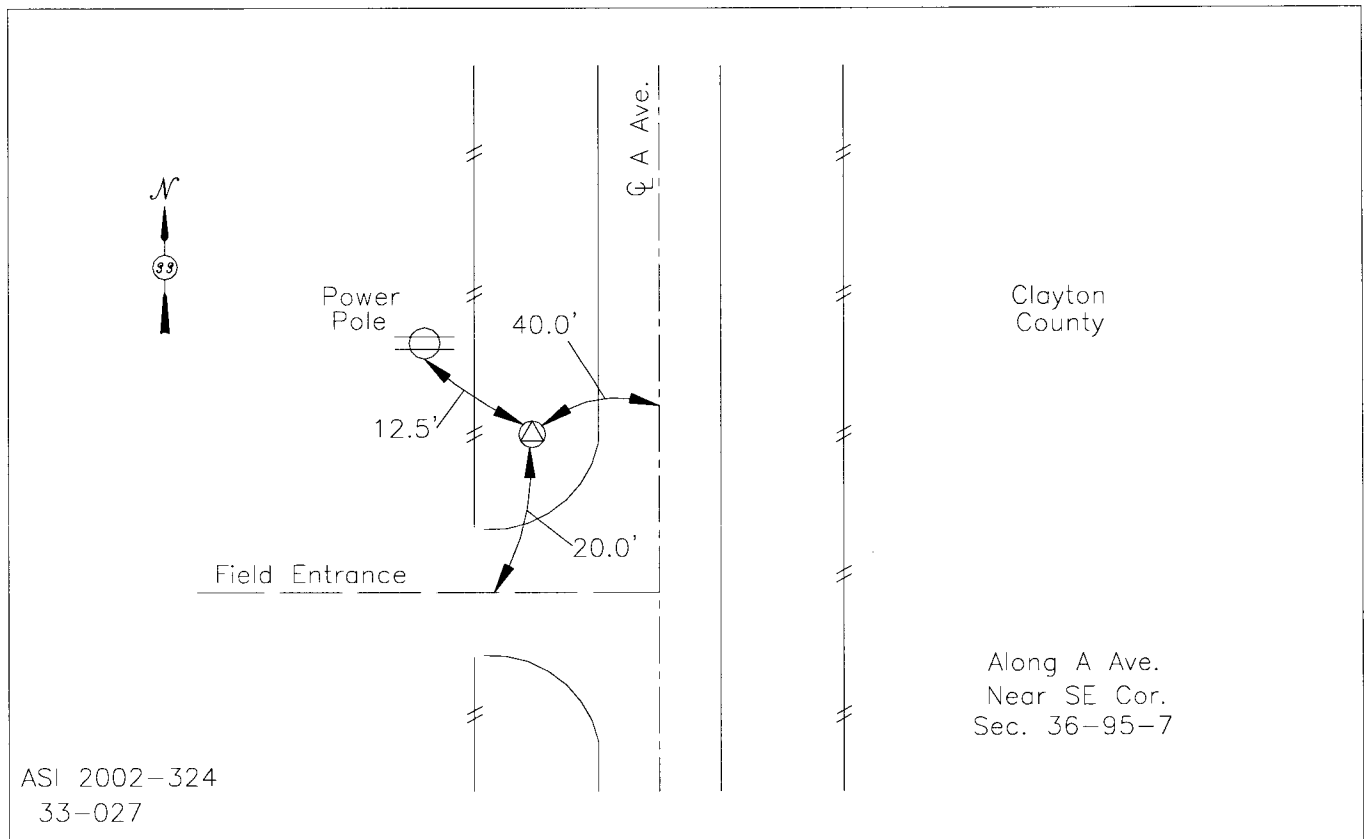 ℄ A Ave.
N
Power
Pole
40.0'
Clayton
County
12.5'
20.0'
Field Entrance
Along A Ave.
Near SE Cor.
Sec. 36-95-7
ASI 2002-324
33-027